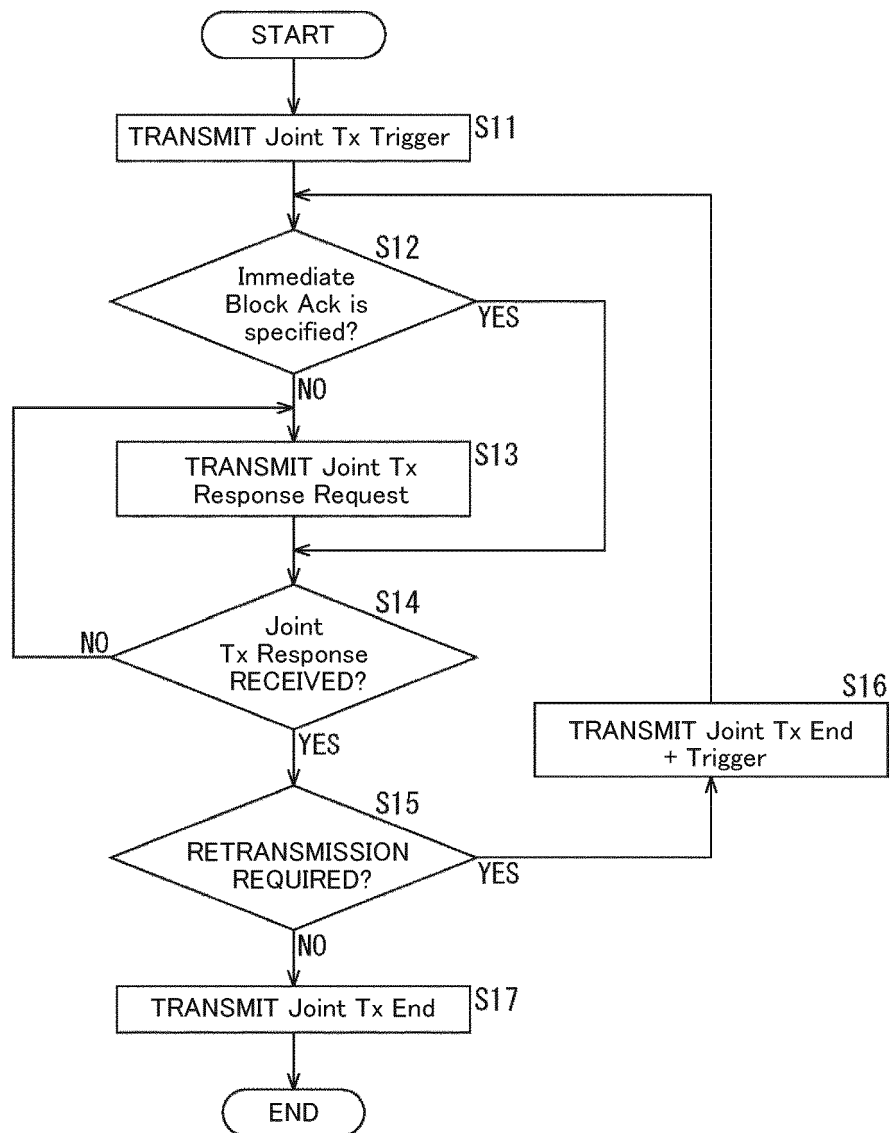 START
TRANSMIT Joint Tx Trigger
S11
S12
Immediate
Block Ack is
specified?
YES
NO
TRANSMIT Joint Tx
Response Request
S13
S14
Joint
Tx Response
RECEIVED?
NO
YES
S16
TRANSMIT Joint Tx End
+ Trigger
S15
RETRANSMISSION
REQUIRED?
YES
NO
TRANSMIT Joint Tx End
S17
END